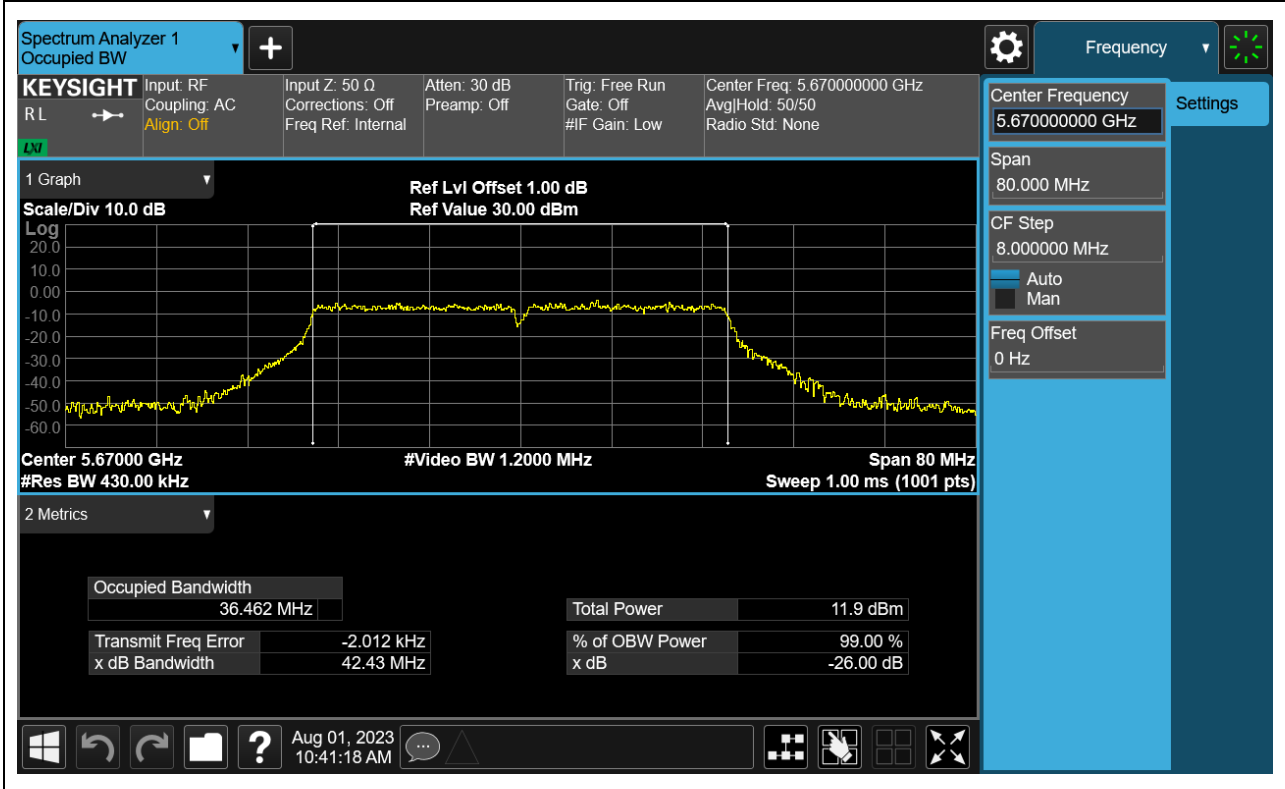 Spectrum Analyzer 1
Occupied BW
Frequency
KEYSIGHT
RL
LXI
Input: RF
Coupling: AC
Align: Off
Input Z: 50 Ω
Corrections: Off
Freq Ref: Internal
Atten: 30 dB
Preamp: Off
Trig: Free Run
Gate: Off
#IF Gain: Low
Center Freq: 5.670000000 GHz
Avg|Hold: 50/50
Radio Std: None
Center Frequency
5.670000000 GHz
Settings
Span
80.000 MHz
CF Step
8.000000 MHz
Auto
Man
Freq Offset
0 Hz
1 Graph
Scale/Div 10.0 dB
Ref Lvl Offset 1.00 dB
Ref Value 30.00 dBm
Log
20.0
10.0
0.00
-10.0
-20.0
-30.0
-40.0
-50.0
-60.0
Center 5.67000 GHz
#Video BW 1.2000 MHz
Span 80 MHz
#Res BW 430.00 kHz
Sweep 1.00 ms (1001 pts)
2 Metrics
Occupied Bandwidth
36.462 MHz
Total Power 11.9 dBm
Transmit Freq Error -2.012 kHz
% of OBW Power 99.00 %
x dB Bandwidth 42.43 MHz
x dB -26.00 dB
?
Aug 01, 2023
10:41:18 AM